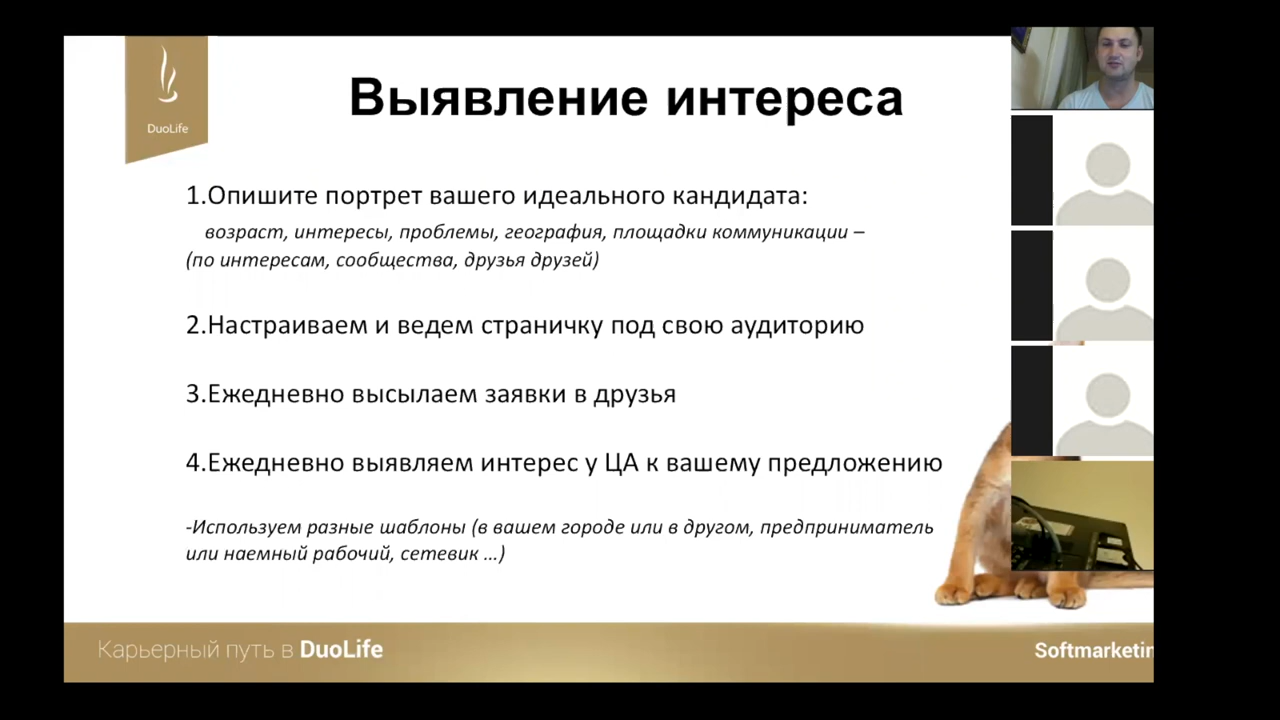 DuoLife
Выявление интереса
1.Опишите портрет вашего идеального кандидата:
возраст, интересы, проблемы, география, площадки коммуникации –
(по интересам, сообщества, друзья друзей)
2.Настраиваем и ведем страничку под свою аудиторию
3.Ежедневно высылаем заявки в друзья
4.Ежедневно выявляем интерес у ЦА к вашему предложению
-Используем разные шаблоны (в вашем городе или в другом, предприниматель
или наемный рабочий, сетевик ...)
Карьерный путь в DuoLife
Softmarketin